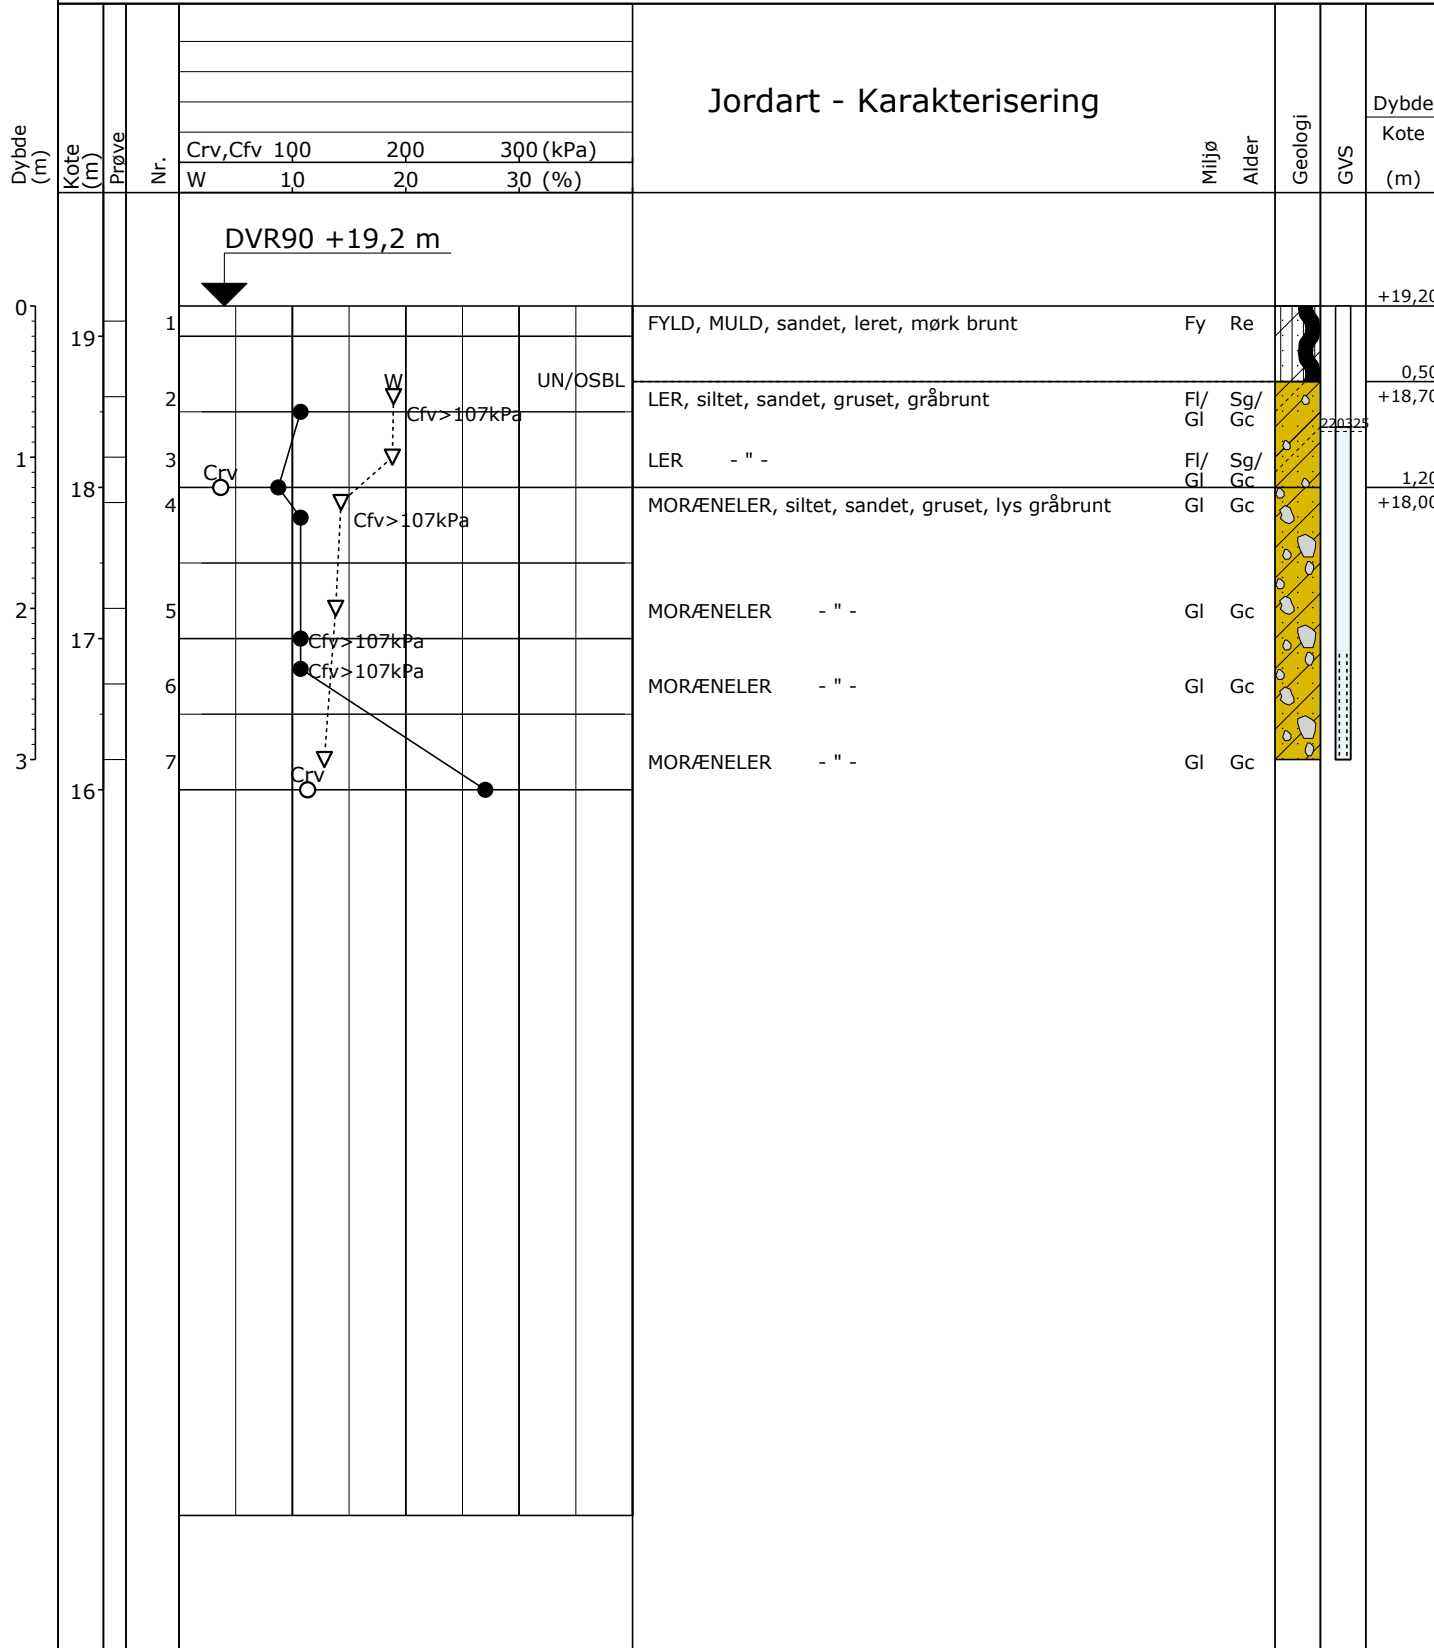 Jordart - Karakterisering
Dybde
(m)
Kote
(m)
Prøve
Nr.
Crv,Cfv 100 200 300 (kPa)
W 10 20 30 (%)
Miljø
Alder
Geologi
GVS
Dybde
Kote
(m)
DVR90 +19,2 m
0 +19,20
1 FYLD, MULD, sandet, leret, mørk brunt Fy Re
19
W UN/OSBL 0,50
2 LER, siltet, sandet, gruset, gråbrunt Fl/ Sg/ +18,70
Cfv>107kPa Gl Gc
220325
1 3 LER - " - Fl/ Sg/
Crv Gl Gc 1,20
18
4 MORÆNELER, siltet, sandet, gruset, lys gråbrunt Gl Gc +18,00
Cfv>107kPa
2 5 MORÆNELER - " - Gl Gc
17 Cfv>107kPa
Cfv>107kPa
6 MORÆNELER - " - Gl Gc
3 7 MORÆNELER - " - Gl Gc
Crv
16